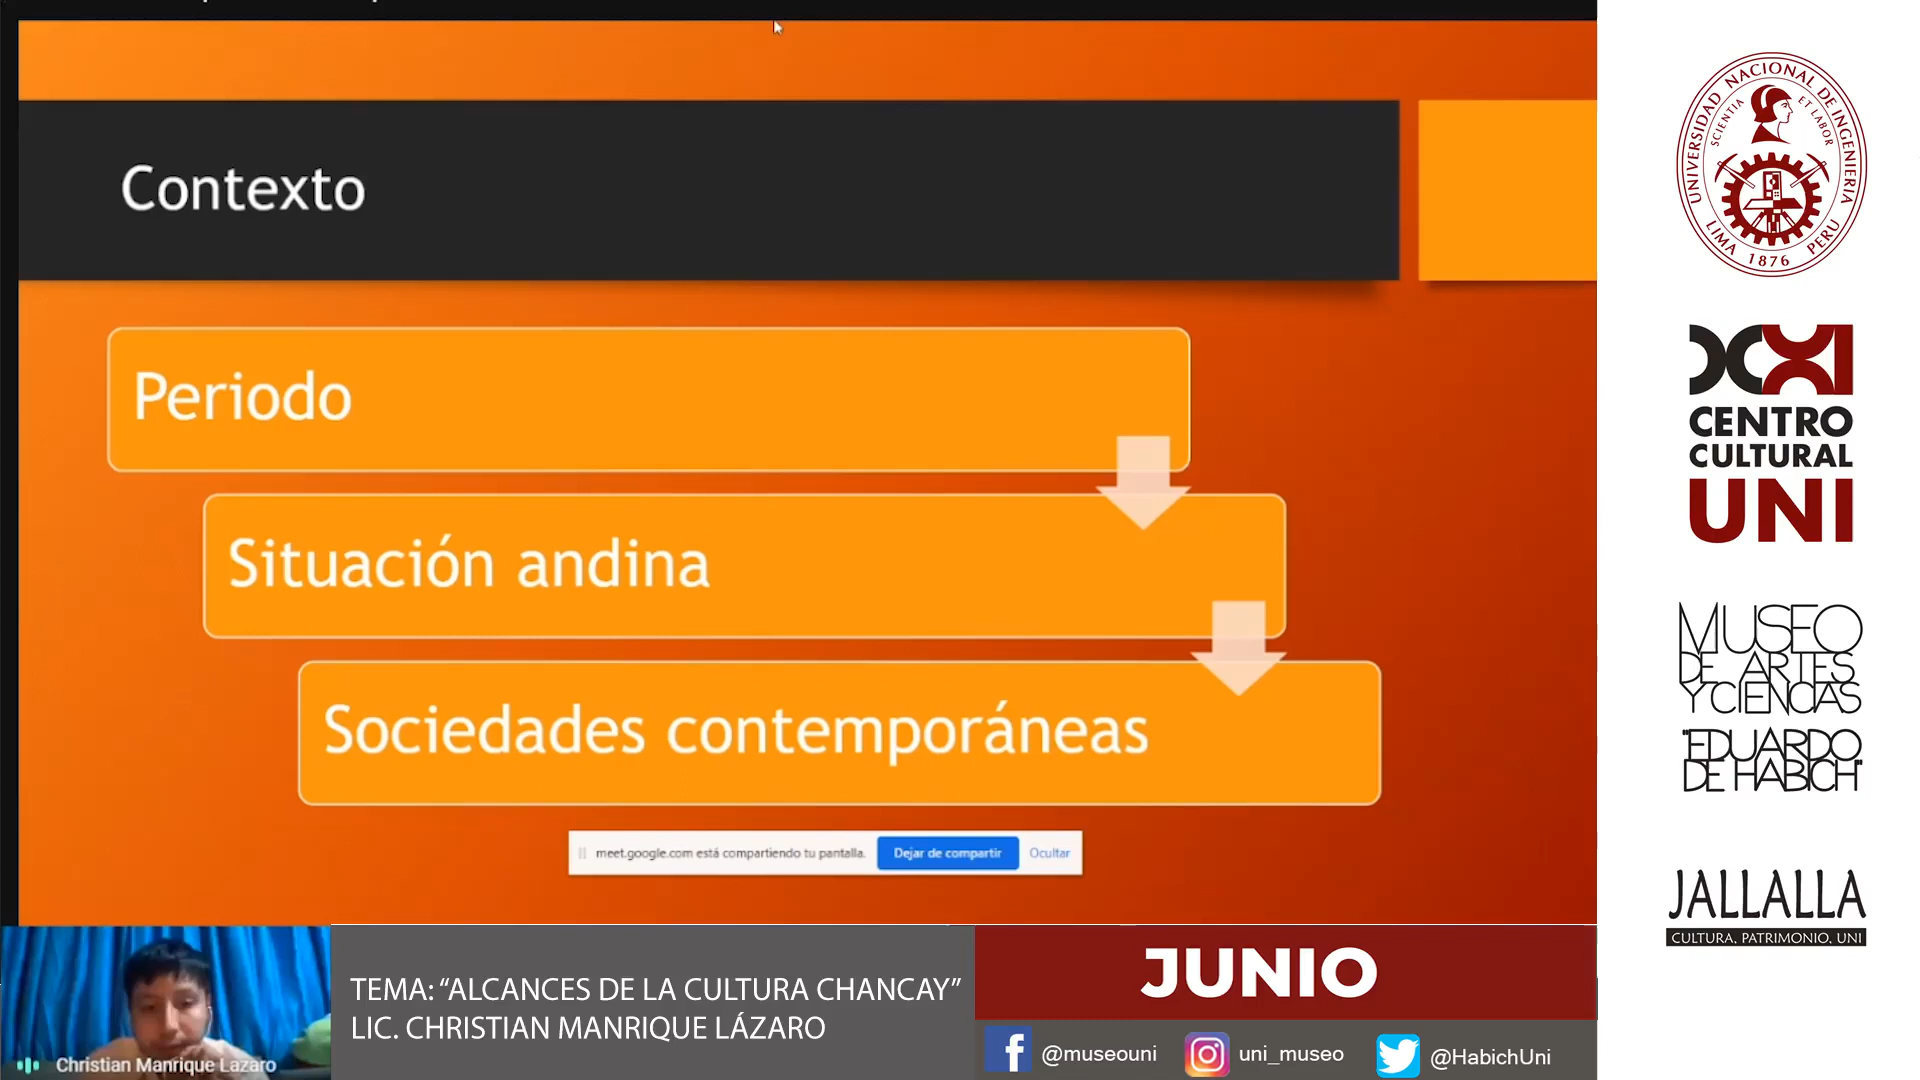 Contexto
Periodo
Situación andina
Sociedades contemporáneas
meet.google.com está compartiendo tu pantalla. Dejar de compartir Ocultar
Christian Manrique Lazaro
TEMA: “ALCANCES DE LA CULTURA CHANCAY”
LIC. CHRISTIAN MANRIQUE LÁZARO
JUNIO
@museouni uni_museo @HabichUni
UNIVERSIDAD NACIONAL DE INGENIERIA
SCIENTIA ET LABOR
LIMA 1876 PERU
XXI
CENTRO
CULTURAL
UNI
MUSEO
DE ARTES
Y CIENCIAS
"EDUARDO
DE HABICH"
JALLALLA
CULTURA, PATRIMONIO, UNI